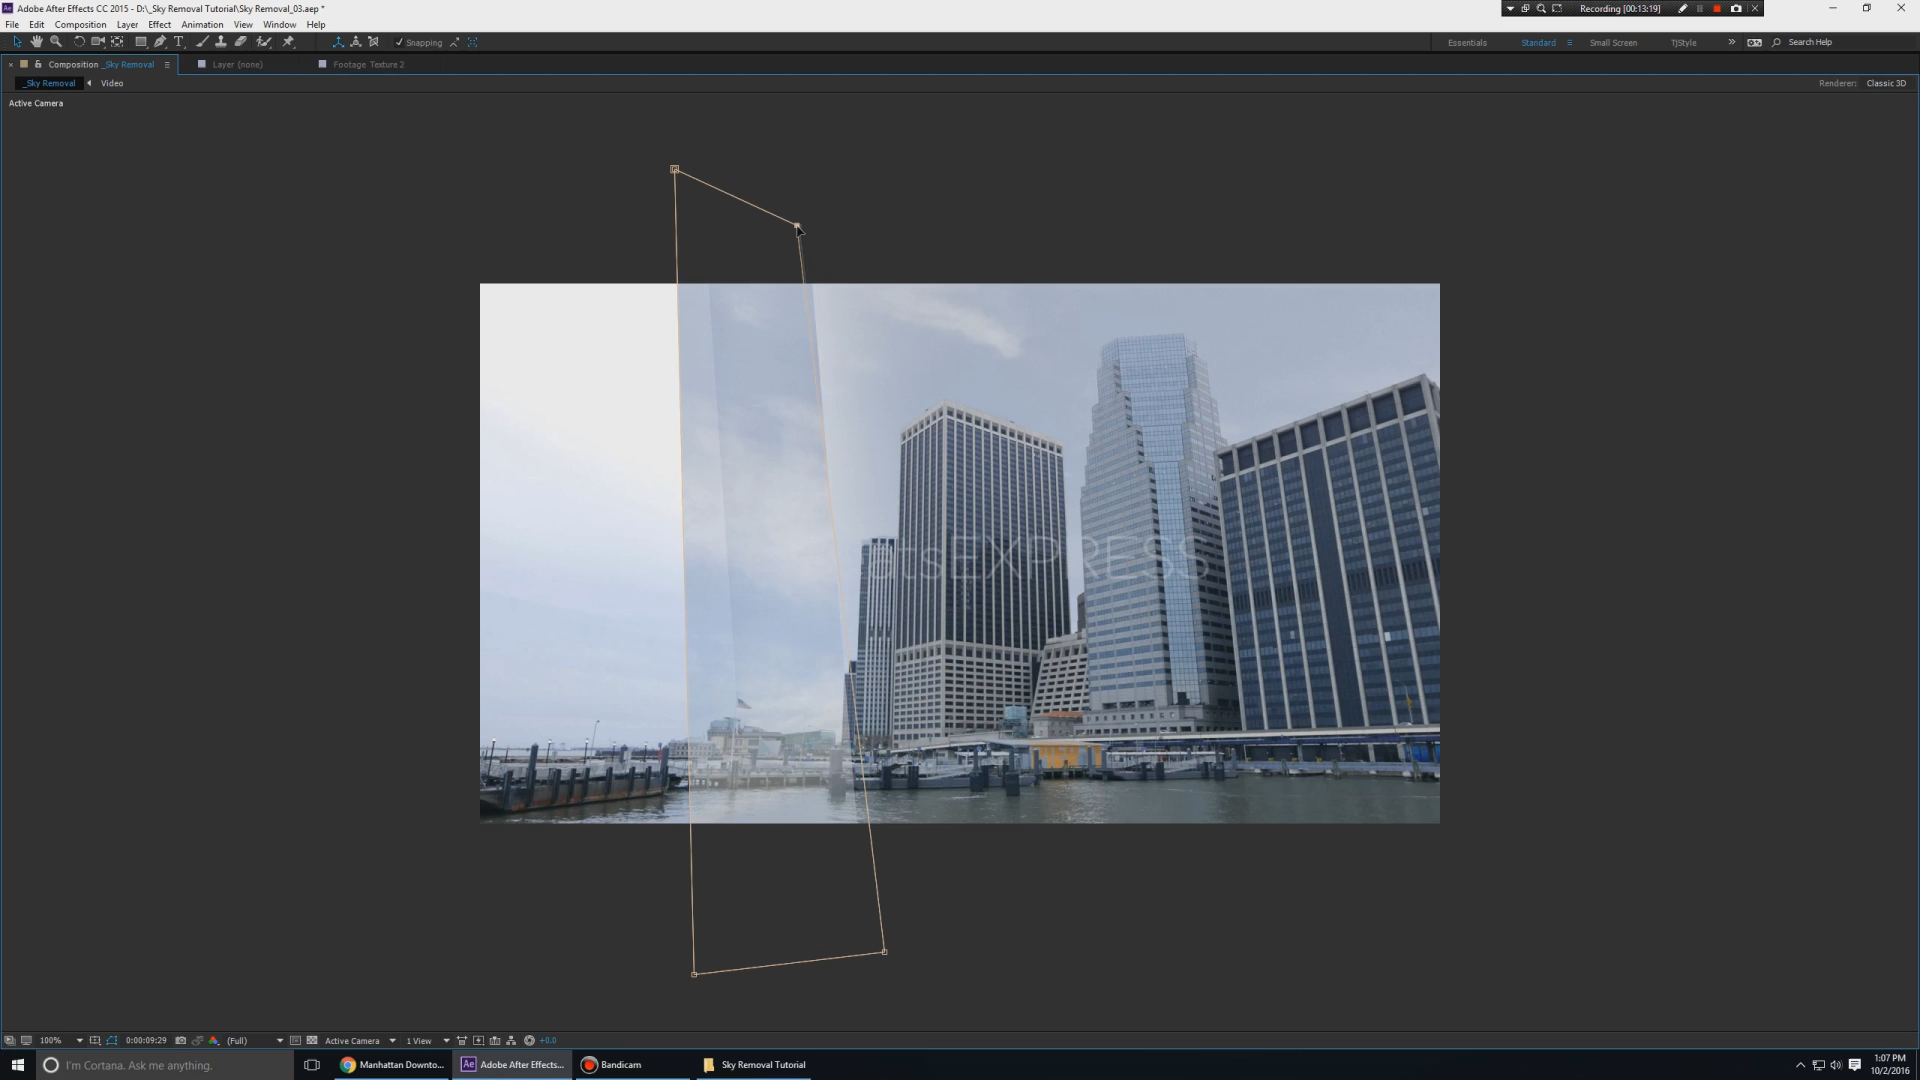 Adobe After Effects CC 2015 - D:\_Sky Removal Tutorial\Sky Removal_03.aep *
Recording [00:13:19]
File Edit Composition Layer Effect Animation View Window Help
Snapping
Essentials Standard Small Screen TJStyle Search Help
Composition _Sky Removal Layer (none) Footage Texture 2
_Sky Removal Video
Renderer: Classic 3D
Active Camera
otsEXPRESS
100% 0:00:09:29 (Full) Active Camera 1 View +0.0
I'm Cortana. Ask me anything. Manhattan Downto... Ae Adobe After Effects... Bandicam Sky Removal Tutorial
1:07 PM
10/2/2016